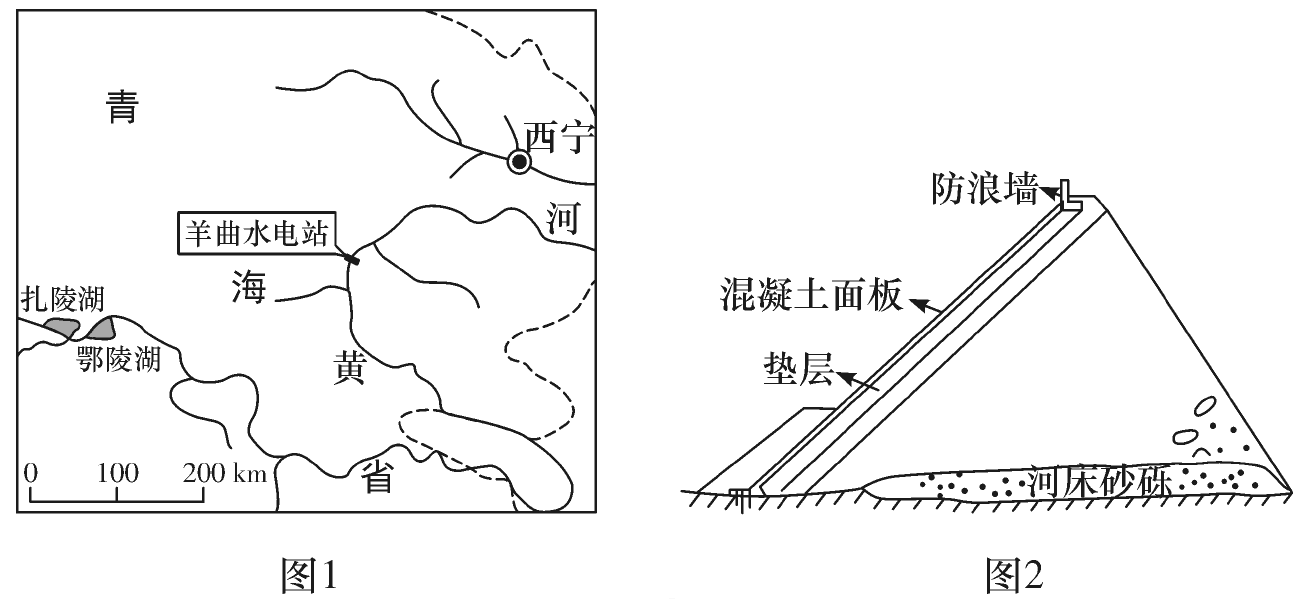 青
西宁
河
羊曲水电站
海
扎陵湖
鄂陵湖
黄
0 100 200 km
省
图1
防浪墙
混凝土面板
垫层
河床砂砾
图2